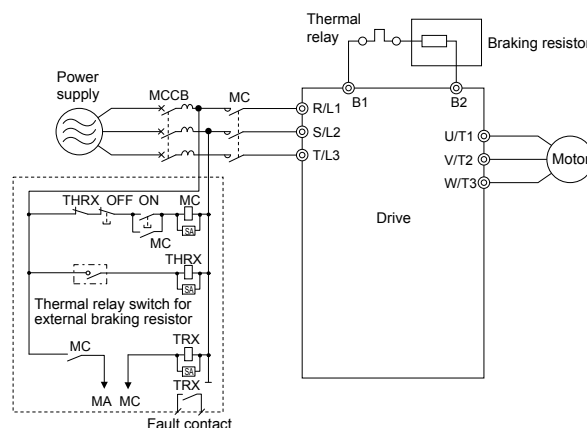 Thermal
relay
Braking resistor
Power
supply
MCCB
MC
B1
B2
R/L1
S/L2
T/L3
U/T1
V/T2
W/T3
Motor
Drive
THRX
OFF
ON
MC
SA
MC
THRX
SA
Thermal relay switch for
external braking resistor
MC
TRX
SA
MA
MC
TRX
Fault contact